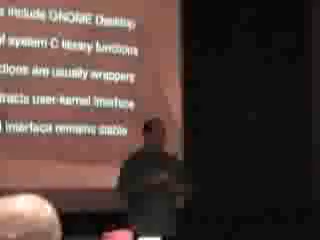 s include GNOME Desktop
of system C library functions
ctions are usually wrappers
tracts user-kernel interface
l interface remains stable